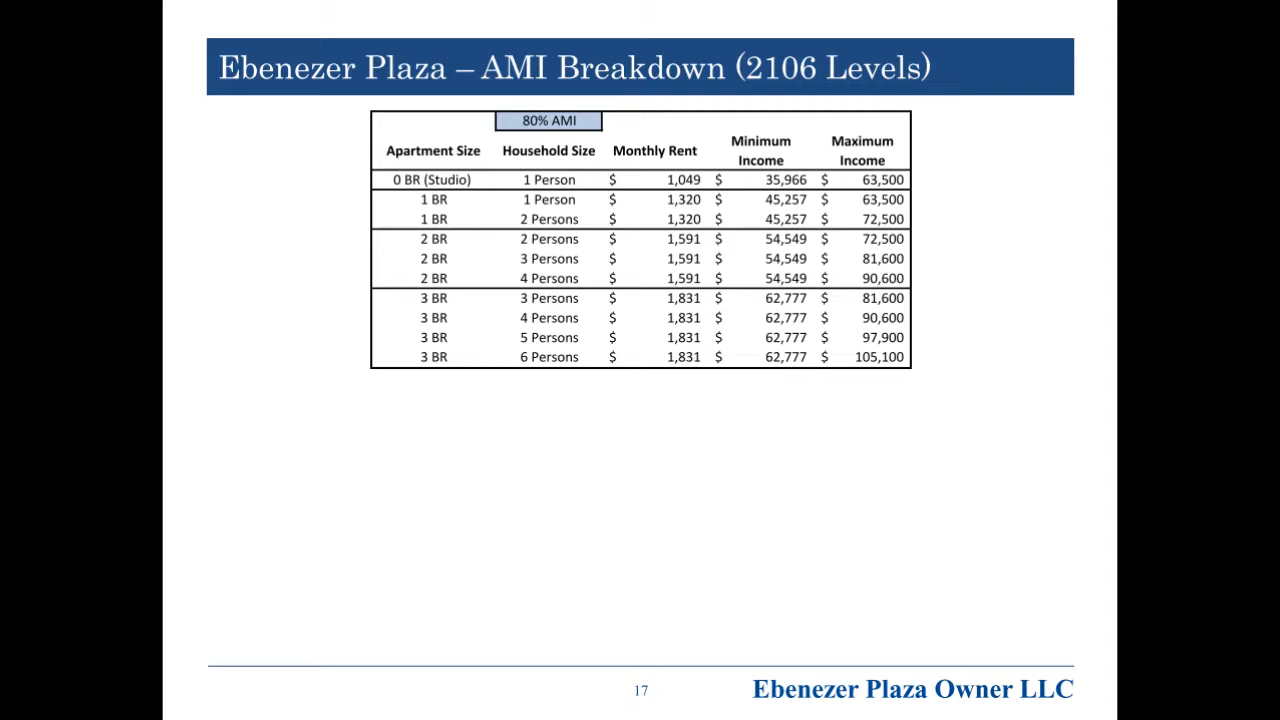 Ebenezer Plaza – AMI Breakdown (2106 Levels)
80% AMI
Apartment Size Household Size Monthly Rent Minimum Income Maximum Income
0 BR (Studio) 1 Person $ 1,049 $ 35,966 $ 63,500
1 BR 1 Person $ 1,320 $ 45,257 $ 63,500
1 BR 2 Persons $ 1,320 $ 45,257 $ 72,500
2 BR 2 Persons $ 1,591 $ 54,549 $ 72,500
2 BR 3 Persons $ 1,591 $ 54,549 $ 81,600
2 BR 4 Persons $ 1,591 $ 54,549 $ 90,600
3 BR 3 Persons $ 1,831 $ 62,777 $ 81,600
3 BR 4 Persons $ 1,831 $ 62,777 $ 90,600
3 BR 5 Persons $ 1,831 $ 62,777 $ 97,900
3 BR 6 Persons $ 1,831 $ 62,777 $ 105,100
17 Ebenezer Plaza Owner LLC